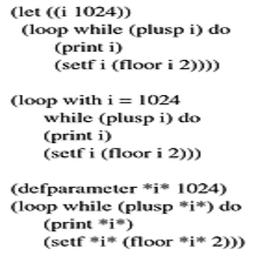 (let ((i 1024))
(loop while (plusp i) do
(print i)
(setf i (floor i 2))))
(loop with i = 1024
while (plusp i) do
(print i)
(setf i (floor i 2)))
(defparameter *i* 1024)
(loop while (plusp *i*) do
(print *i*)
(setf *i* (floor *i* 2)))